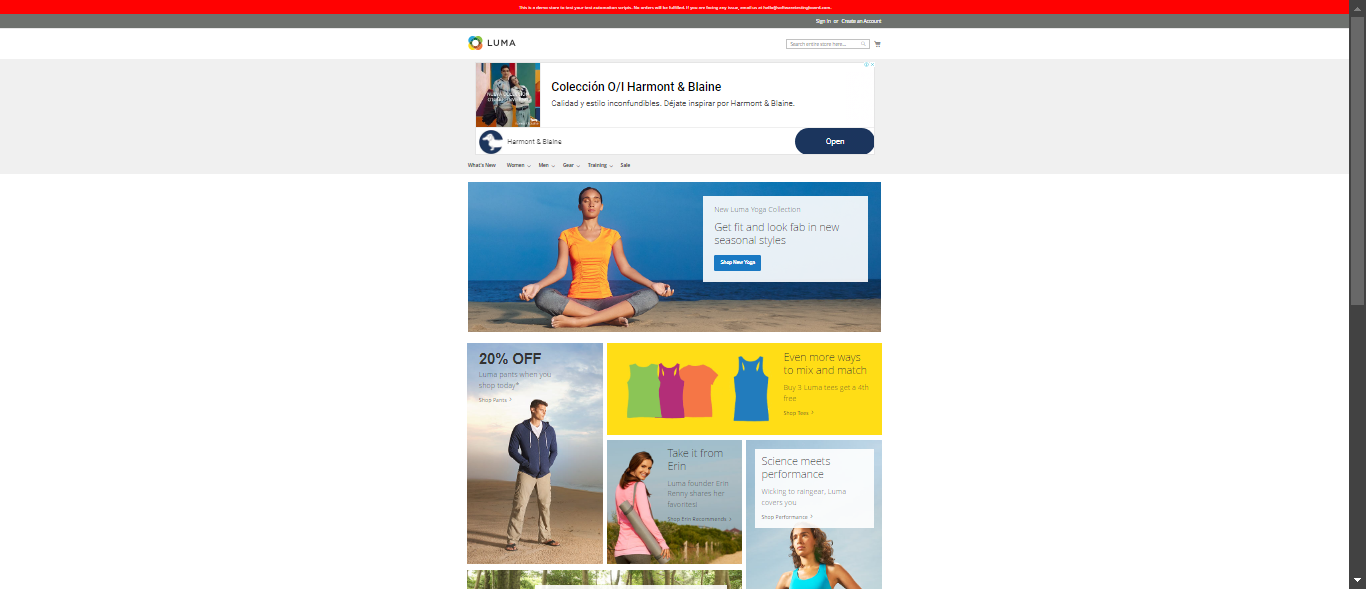 This is a demo store to test your test automation scripts. No orders will be fulfilled. If you are facing any issue, email us at hello@softwaretestingboard.com.
Sign In or Create an Account
LUMA
Search entire store here...
Colección O/I Harmont & Blaine
Calidad y estilo inconfundibles. Déjate inspirar por Harmont & Blaine.
Harmont & Blaine
Open
What's New Women Men Gear Training Sale
New Luma Yoga Collection
Get fit and look fab in new
seasonal styles
Shop New Yoga
20% OFF
Luma pants when you
shop today*
Shop Pants
Even more ways
to mix and match
Buy 3 Luma tees get a 4th
free
Shop Tees
Take it from
Erin
Luma founder Erin
Renny shares her
favorites!
Shop Erin Recommends
Science meets
performance
Wicking to raingear, Luma
covers you
Shop Performance